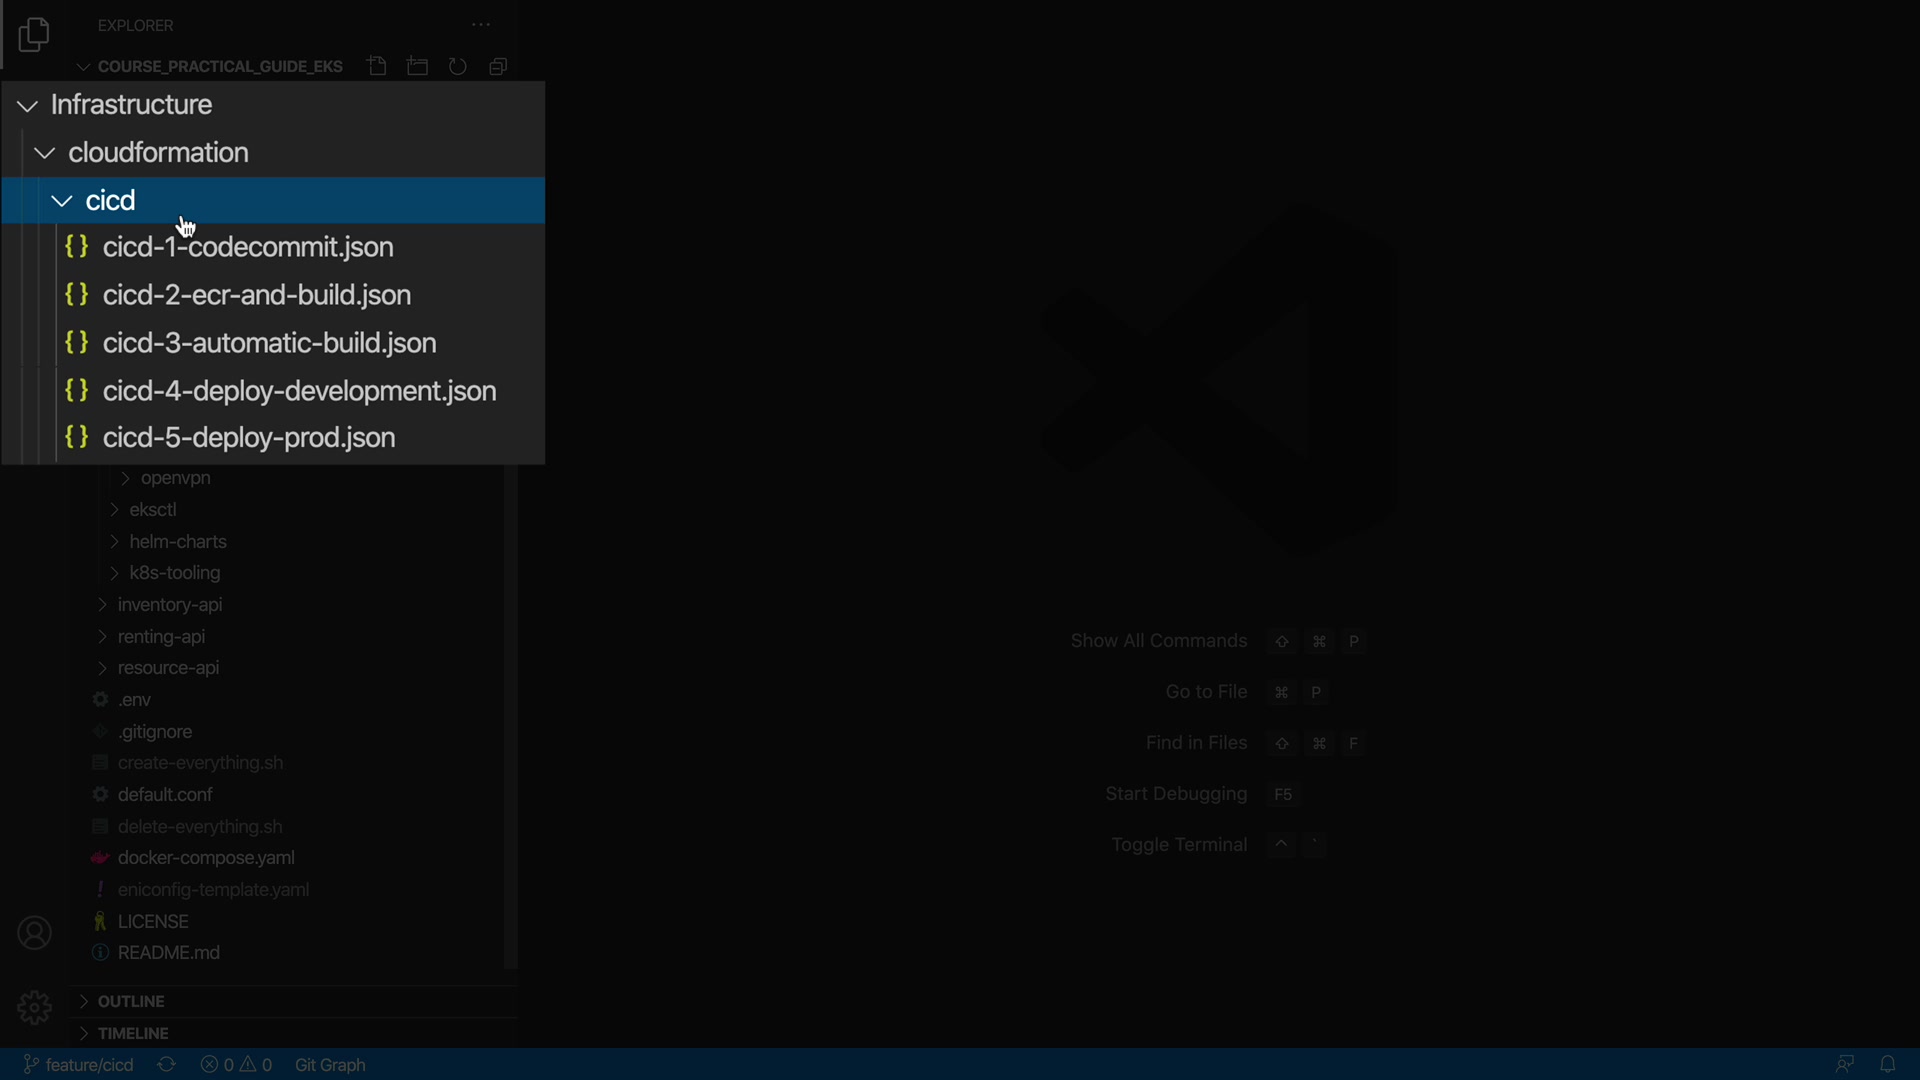 EXPLORER
COURSE_PRACTICAL_GUIDE_EKS
Infrastructure
cloudformation
cicd
cicd-1-codecommit.json
cicd-2-ecr-and-build.json
cicd-3-automatic-build.json
cicd-4-deploy-development.json
cicd-5-deploy-prod.json
openvpn
eksctl
helm-charts
k8s-tooling
inventory-api
renting-api
resource-api
.env
.gitignore
create-everything.sh
default.conf
delete-everything.sh
docker-compose.yaml
eniconfig-template.yaml
LICENSE
README.md
OUTLINE
TIMELINE
Show All Commands ⇧ ⌘ P
Go to File ⌘ P
Find in Files ⇧ ⌘ F
Start Debugging F5
Toggle Terminal ^ `
feature/cicd 0 0 Git Graph